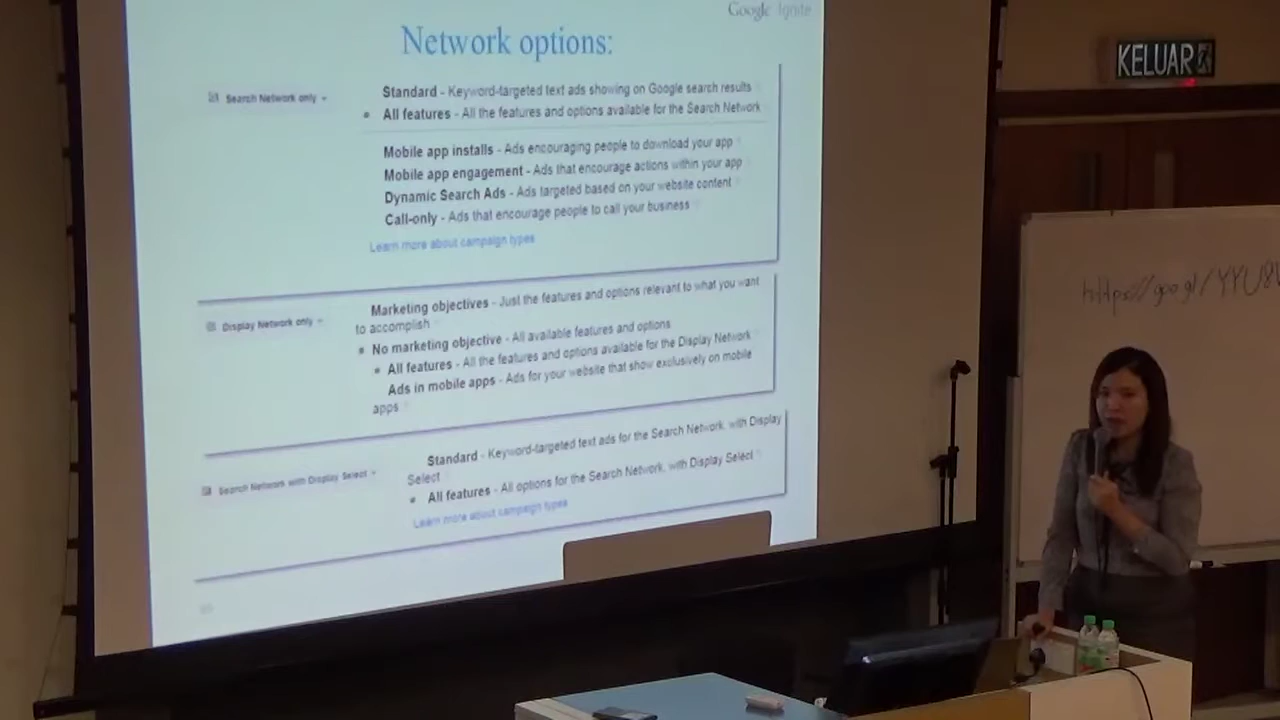 Google Ignite
Network options:
KELUAR
Search Network only
Standard - Keyword-targeted text ads showing on Google search results
All features - All the features and options available for the Search Network
Mobile app installs - Ads encouraging people to download your app
Mobile app engagement - Ads that encourage actions within your app
Dynamic Search Ads - Ads targeted based on your website content
Call-only - Ads that encourage people to call your business
Learn more about campaign types
Display Network only
Marketing objectives - Just the features and options relevant to what you want
to accomplish
No marketing objective - All available features and options
All features - All the features and options available for the Display Network
Ads in mobile apps - Ads for your website that show exclusively on mobile
apps
Search Network with Display Select
Standard - Keyword-targeted text ads for the Search Network, with Display
Select
All features - All options for the Search Network, with Display Select
Learn more about campaign types